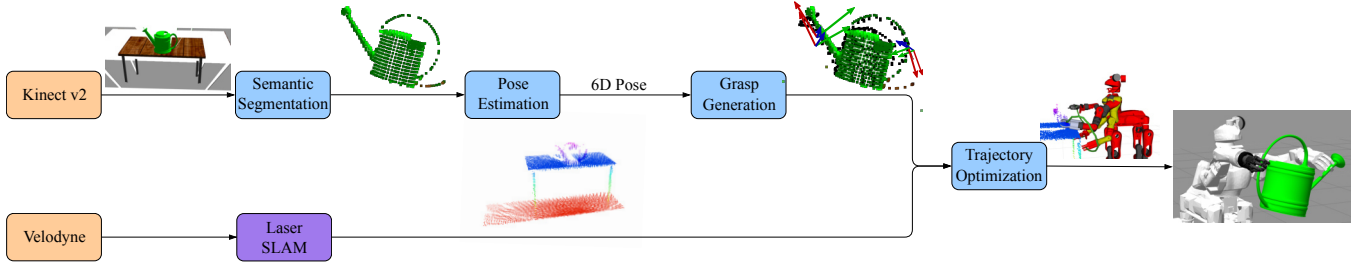 Kinect v2
Semantic
Segmentation
Pose
Estimation
6D Pose
Grasp
Generation
Trajectory
Optimization
Velodyne
Laser
SLAM